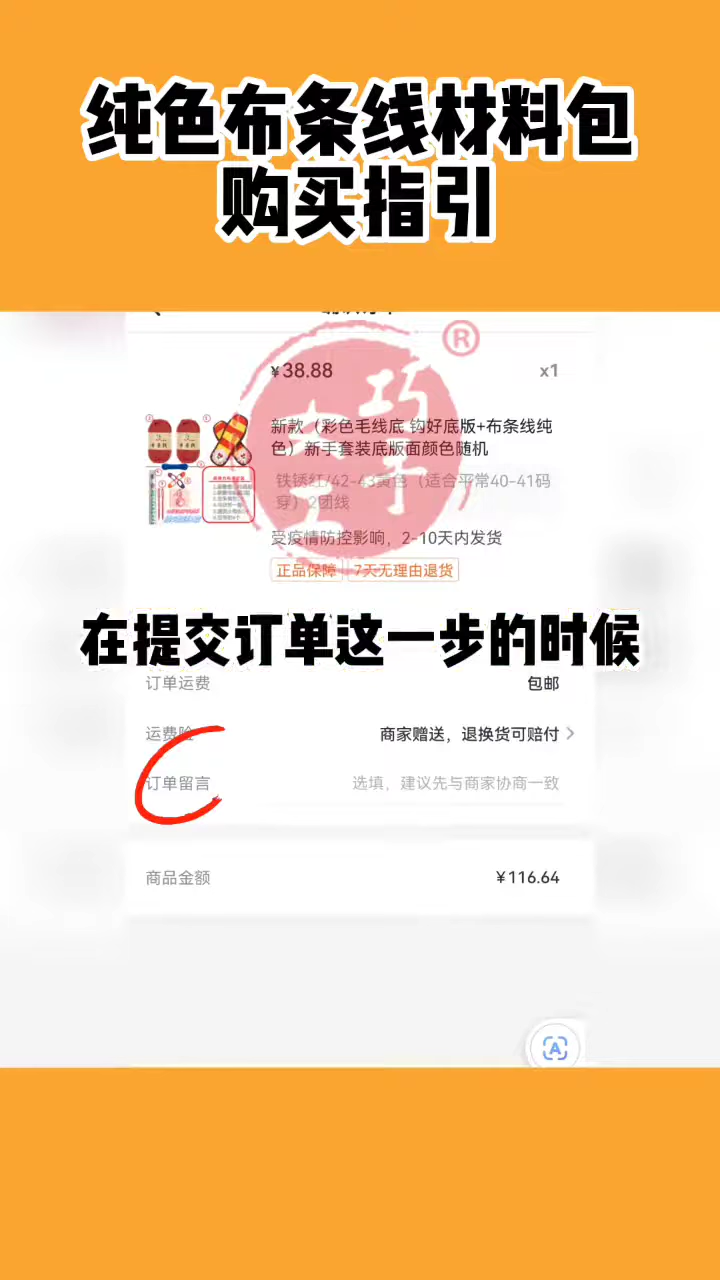 纯色布条线材料包
购买指引
¥38.88
x1
新款（彩色毛线底 钩好底版+布条线纯
色）新手套装底版面颜色随机
铁锈红/42-43黄色（适合平常40-41码
穿）2团线
受疫情防控影响，2-10天内发货
正品保障 7天无理由退货
在提交订单这一步的时候
订单运费
包邮
运费险
商家赠送，退换货可赔付
订单留言
选填，建议先与商家协商一致
商品金额
¥116.64